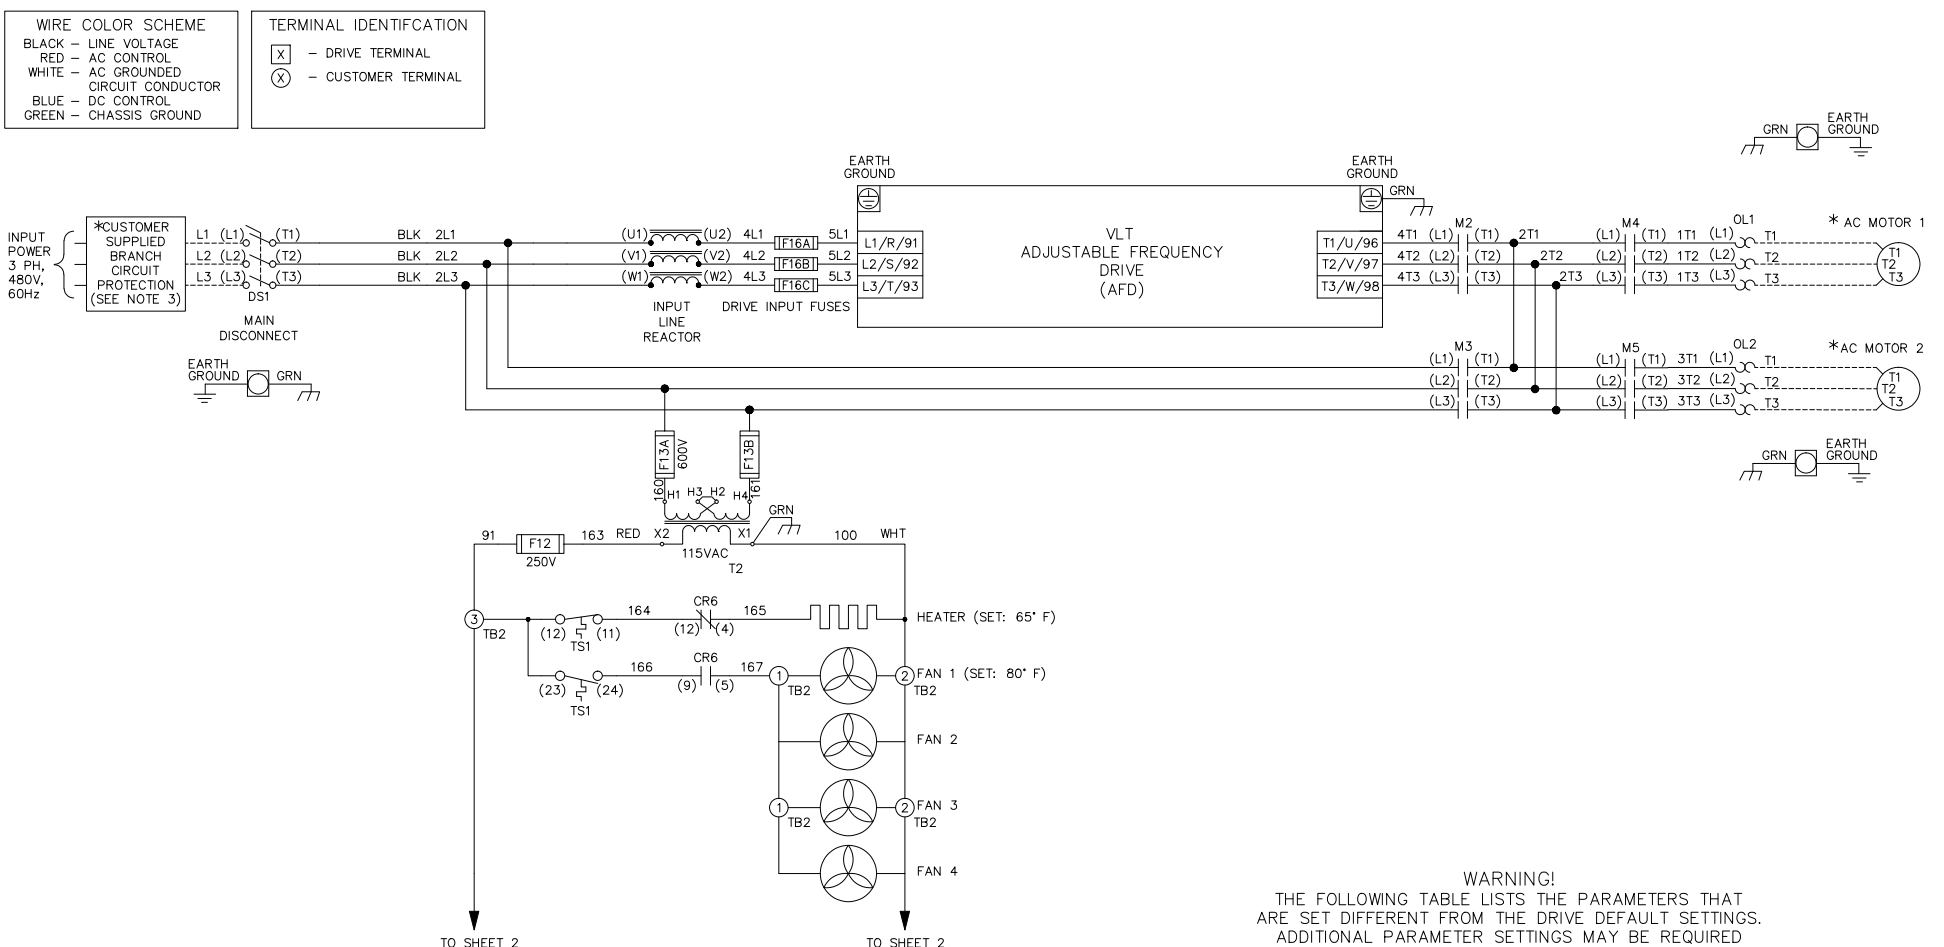 WIRE COLOR SCHEME
BLACK – LINE VOLTAGE
RED – AC CONTROL
WHITE – AC GROUNDED
CIRCUIT CONDUCTOR
BLUE – DC CONTROL
GREEN – CHASSIS GROUND
TERMINAL IDENTIFCATION
X – DRIVE TERMINAL
X – CUSTOMER TERMINAL
GRN EARTH
GROUND
EARTH
GROUND
EARTH
GROUND
GRN
INPUT
POWER
3 PH,
480V,
60Hz
*CUSTOMER
SUPPLIED
BRANCH
CIRCUIT
PROTECTION
(SEE NOTE 3)
L1 (L1) (T1) BLK 2L1 (U1) (U2) 4L1 F16A 5L1 L1/R/91
L2 (L2) (T2) BLK 2L2 (V1) (V2) 4L2 F16B 5L2 L2/S/92
L3 (L3) (T3) BLK 2L3 (W1) (W2) 4L3 F16C 5L3 L3/T/93
DS1
MAIN
DISCONNECT
INPUT
LINE
REACTOR
DRIVE INPUT FUSES
VLT
ADJUSTABLE FREQUENCY
DRIVE
(AFD)
M2 M4 OL1 * AC MOTOR 1
T1/U/96 4T1 (L1) (T1) 2T1 (L1) (T1) 1T1 (L1) T1 T1
T2/V/97 4T2 (L2) (T2) 2T2 (L2) (T2) 1T2 (L2) T2 T2
T3/W/98 4T3 (L3) (T3) 2T3 (L3) (T3) 1T3 (L3) T3 T3
EARTH
GROUND GRN
M3 M5 OL2 *AC MOTOR 2
(L1) (T1) (L1) (T1) 3T1 (L1) T1 T1
(L2) (T2) (L2) (T2) 3T2 (L2) T2 T2
(L3) (T3) (L3) (T3) 3T3 (L3) T3 T3
GRN EARTH
GROUND
F13A 600V F13B
160 H1 H3 H2 H4 161
GRN
91 F12 163 RED X2 X1 100 WHT
250V 115VAC
T2
3 TB2 (12) TS1 (11) 164 CR6 (12) (4) 165 HEATER (SET: 65° F)
(23) TS1 (24) 166 CR6 (9) (5) 167 1 TB2 2 TB2 FAN 1 (SET: 80° F)
FAN 2
1 TB2 2 TB2 FAN 3
FAN 4
TO SHEET 2 TO SHEET 2
WARNING!
THE FOLLOWING TABLE LISTS THE PARAMETERS THAT
ARE SET DIFFERENT FROM THE DRIVE DEFAULT SETTINGS.
ADDITIONAL PARAMETER SETTINGS MAY BE REQUIRED